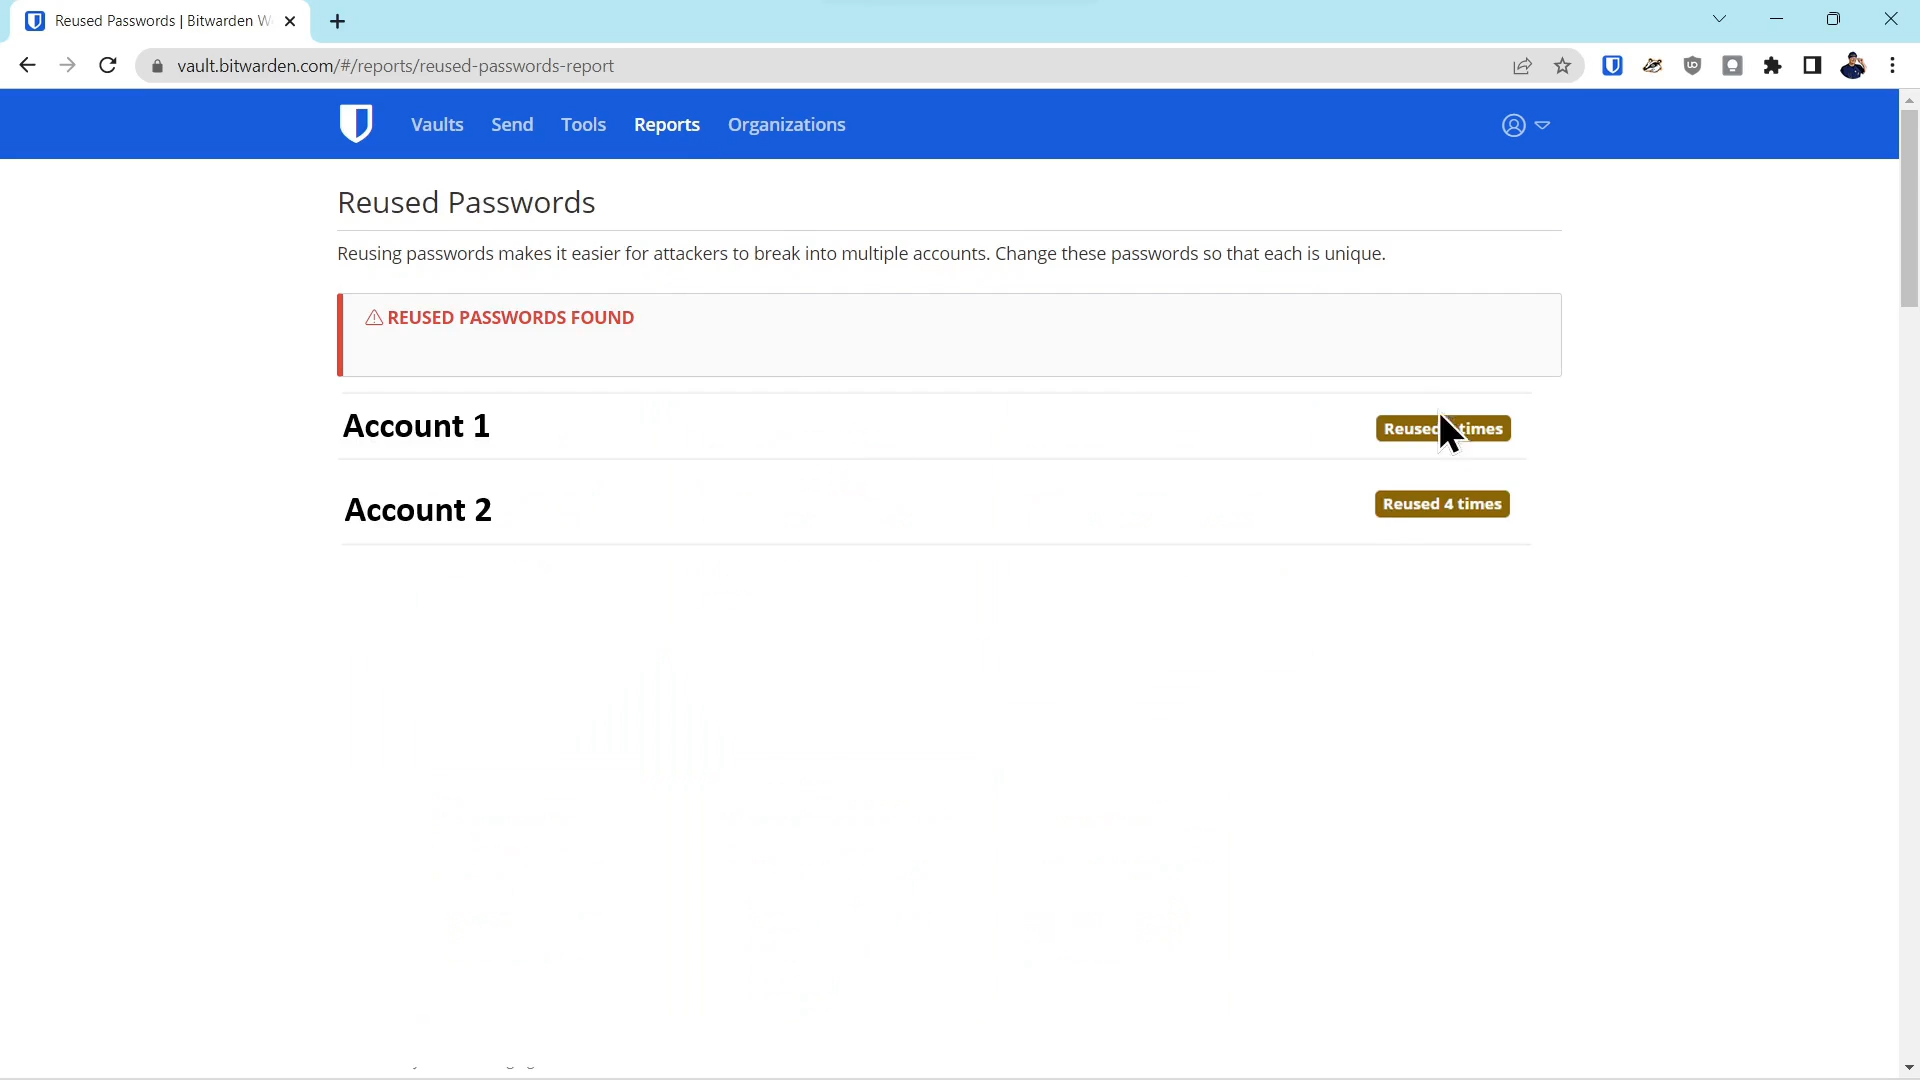 Reused Passwords | Bitwarden W
vault.bitwarden.com/#/reports/reused-passwords-report
Vaults Send Tools Reports Organizations
Reused Passwords
Reusing passwords makes it easier for attackers to break into multiple accounts. Change these passwords so that each is unique.
REUSED PASSWORDS FOUND
Account 1 Reused times
Account 2 Reused 4 times